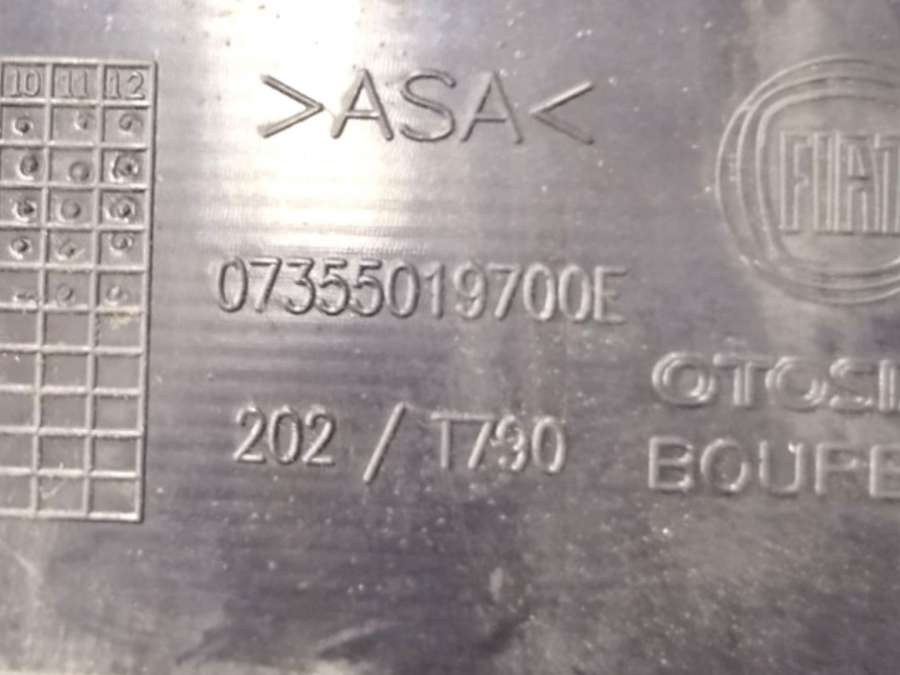 10 11 12
>ASA<
FIAT
07355019700E
202 / T790